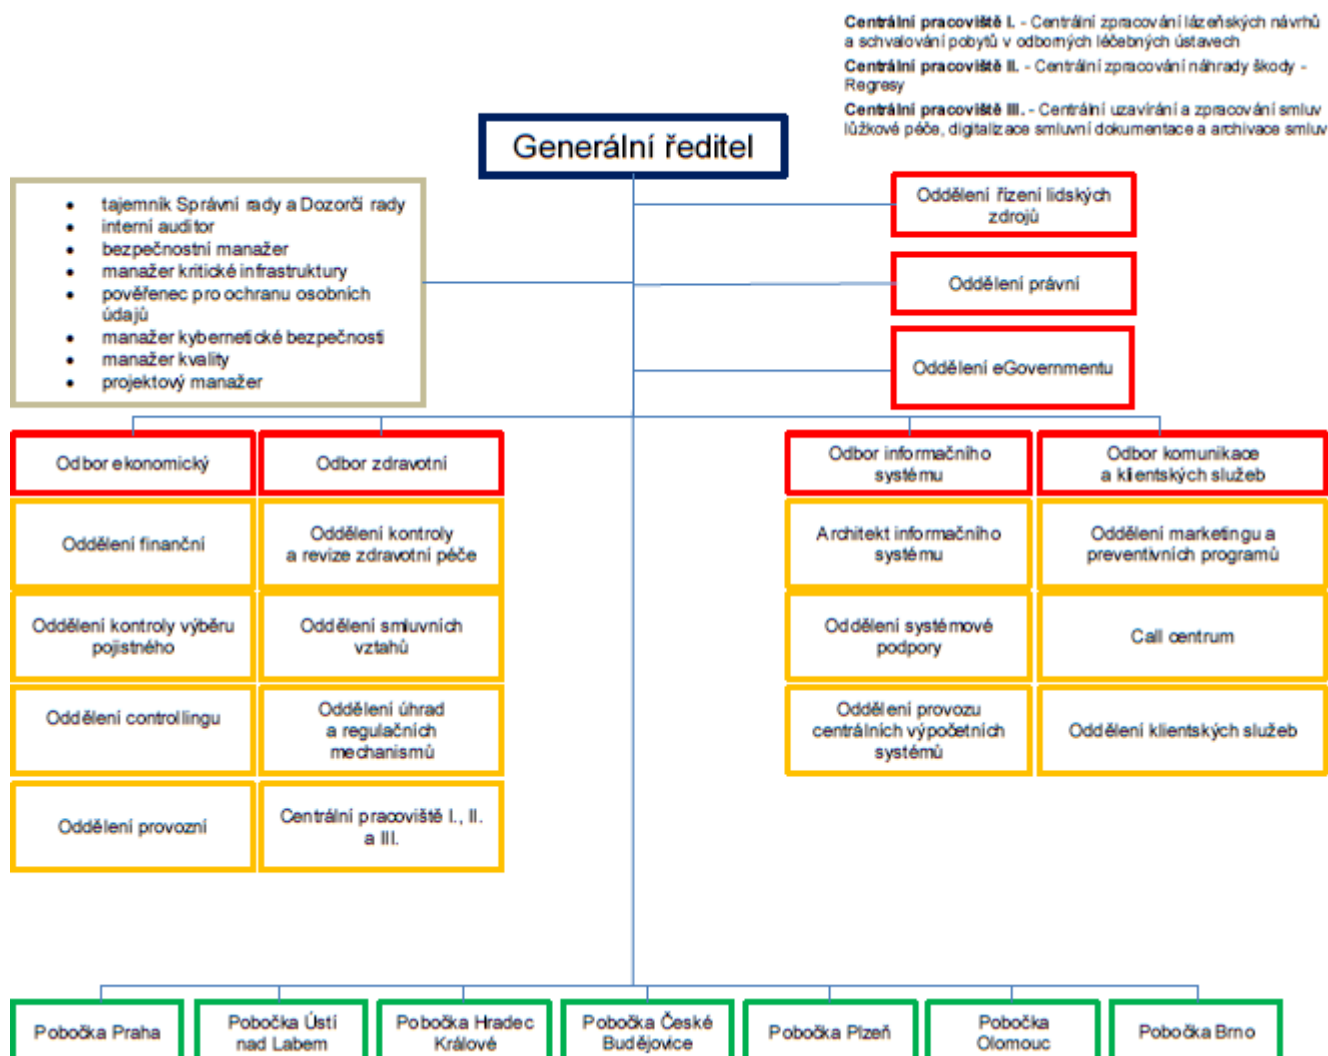 Centrální pracoviště I. - Centrální zpracování lázeňských návrhů
a schvalování pobytů v odborných léčebných ústavech
Centrální pracoviště II. - Centrální zpracování náhrady škody -
Regresy
Centrální pracoviště III. - Centrální uzavírání a zpracování smluv
lůžkové péče, digitalizace smluvní dokumentace a archivace smluv
Generální ředitel
• tajemník Správní rady a Dozorčí rady
• interní auditor
• bezpečnostní manažer
• manažer kritické infrastruktury
• pověřenec pro ochranu osobních
údajů
• manažer kybernetické bezpečnosti
• manažer kvality
• projektový manažer
Oddělení řízení lidských
zdrojů
Oddělení právní
Oddělení eGovernmentu
Odbor ekonomický
Oddělení finanční
Oddělení kontroly výběru
pojistného
Oddělení controllingu
Oddělení provozní
Odbor zdravotní
Oddělení kontroly
a revize zdravotní péče
Oddělení smluvních
vztahů
Oddělení úhrad
a regulačních
mechanismů
Centrální pracoviště I., II.
a III.
Odbor informačního
systému
Architekt informačního
systému
Oddělení systémové
podpory
Oddělení provozu
centrálních výpočetních
systémů
Odbor komunikace
a klientských služeb
Oddělení marketingu a
preventivních programů
Call centrum
Oddělení klientských služeb
Pobočka Praha
Pobočka Ústí
nad Labem
Pobočka Hradec
Králové
Pobočka České
Budějovice
Pobočka Plzeň
Pobočka
Olomouc
Pobočka Brno